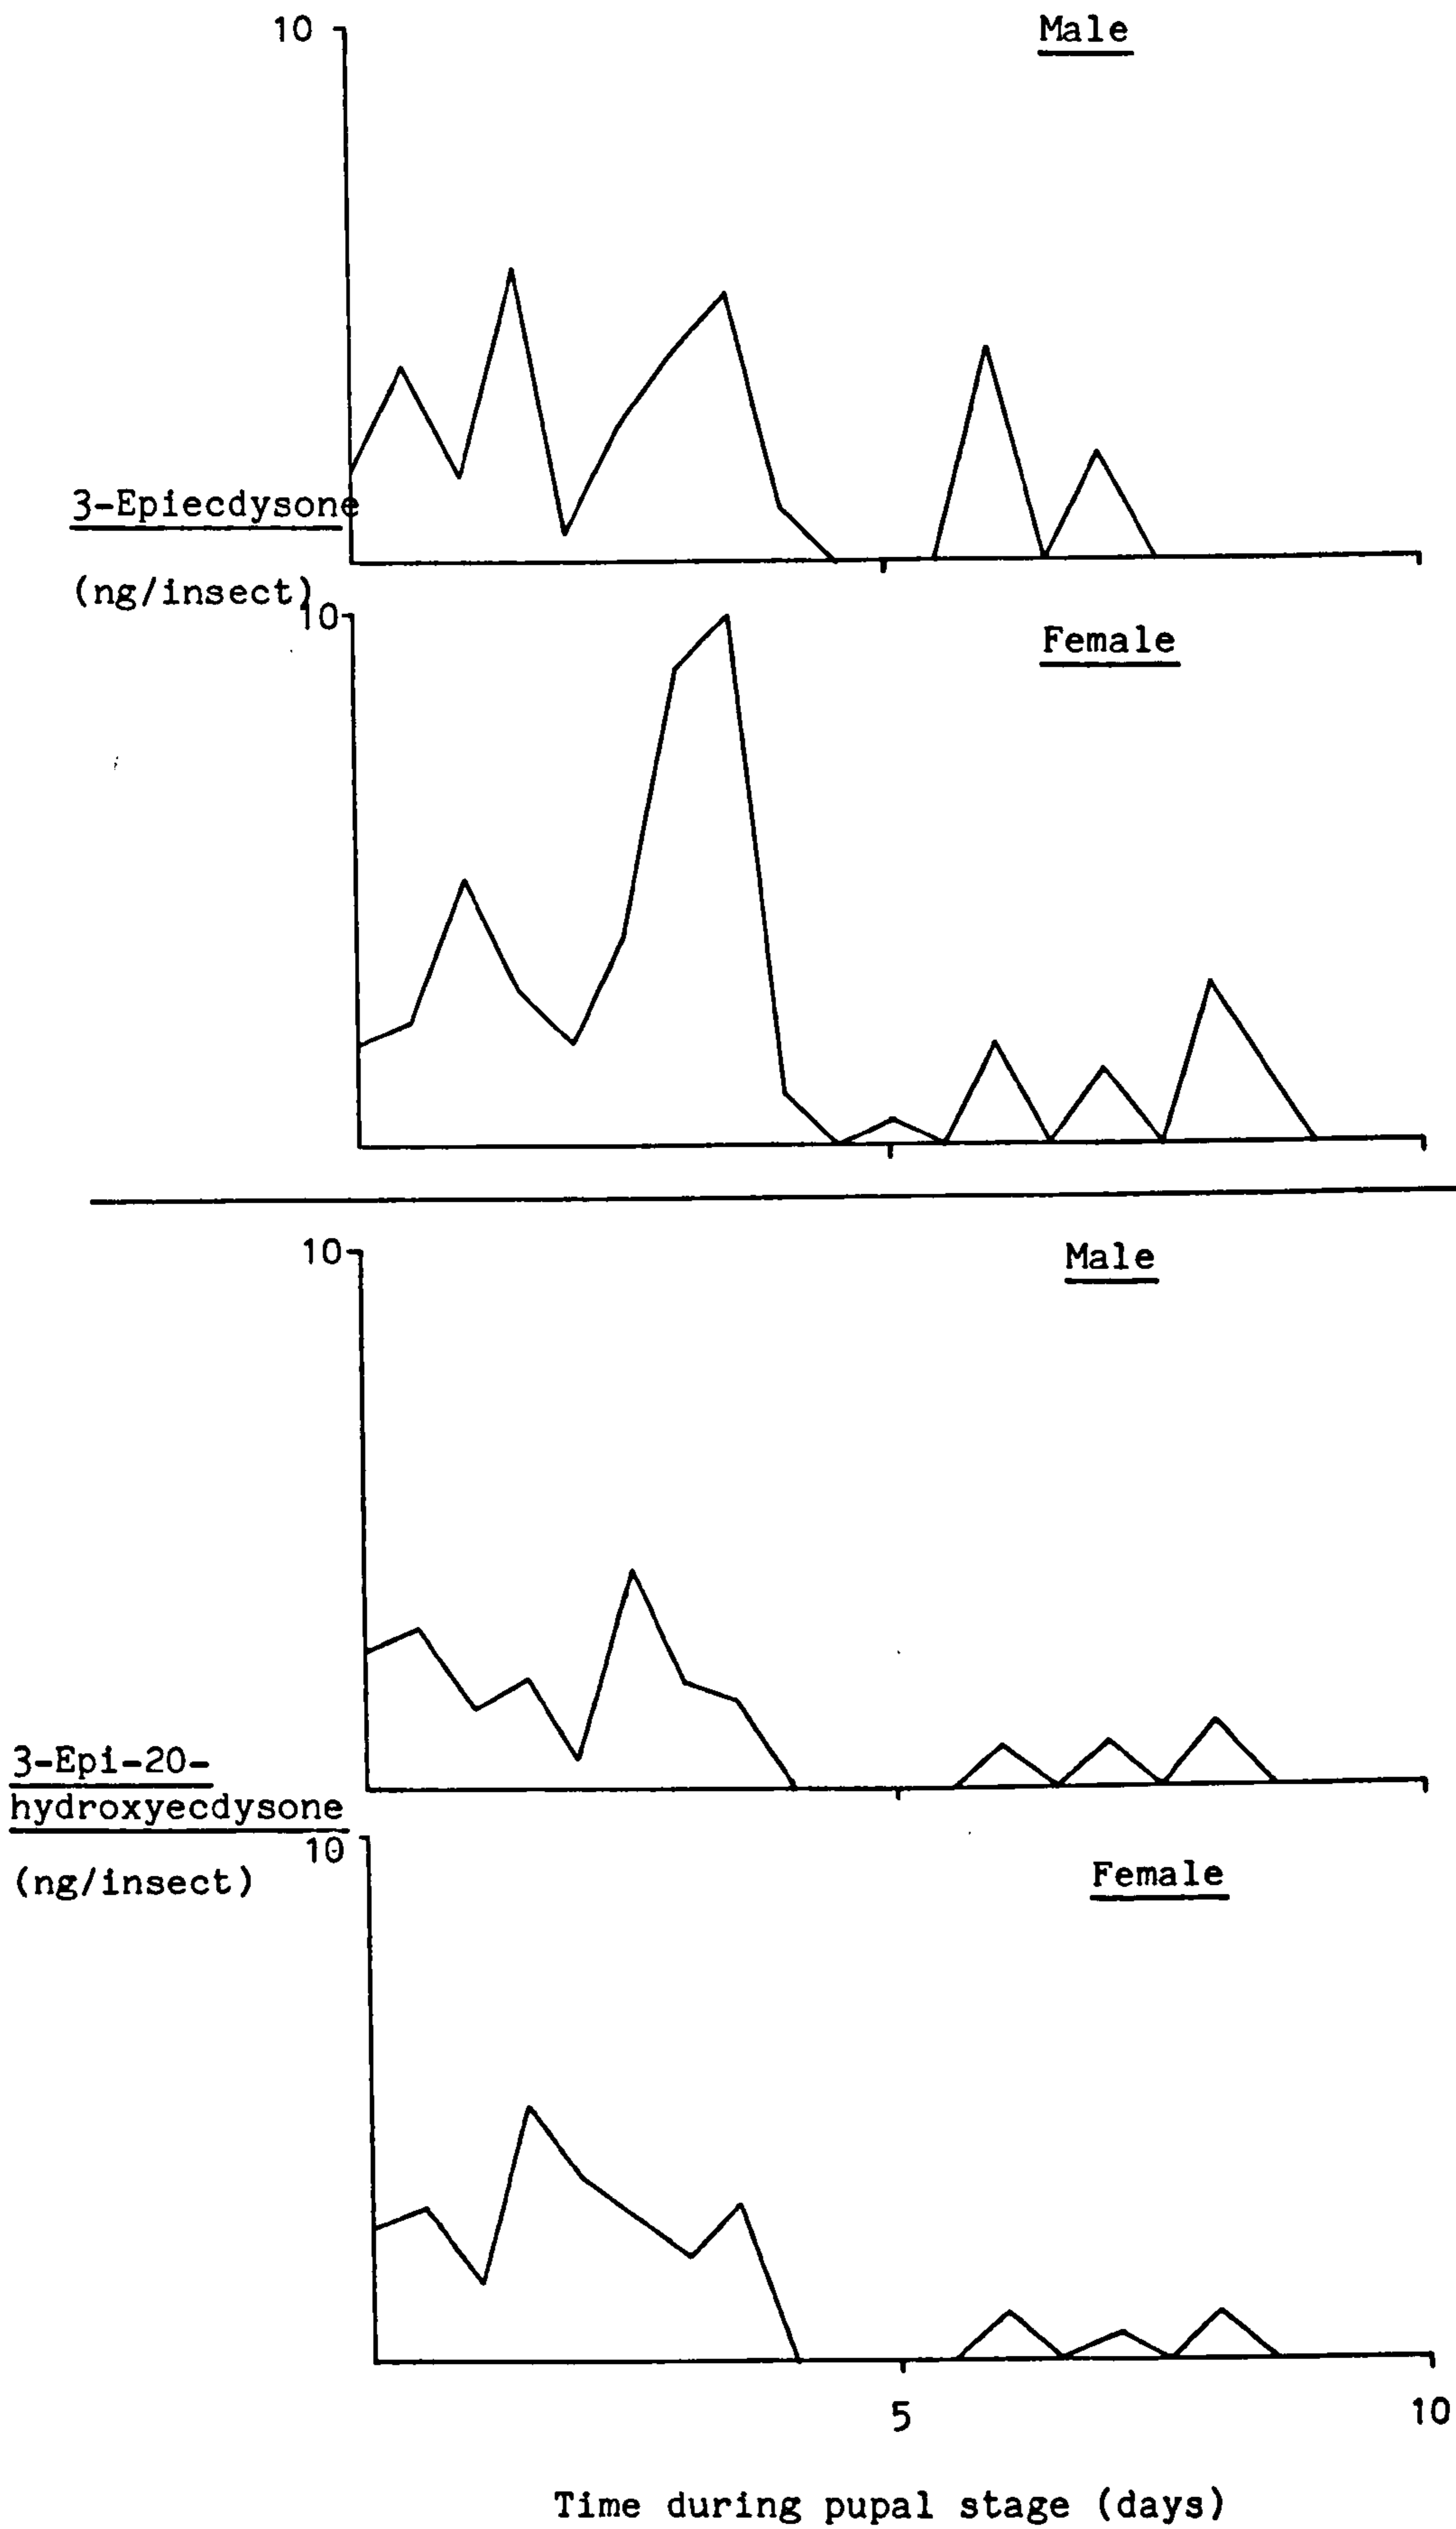 10
Male
3-Epiecdysone
(ng/insect)
10
Female
10
Male
3-Epi-20-
hydroxyecdysone
10
(ng/insect)
Female
5
10
Time during pupal stage (days)